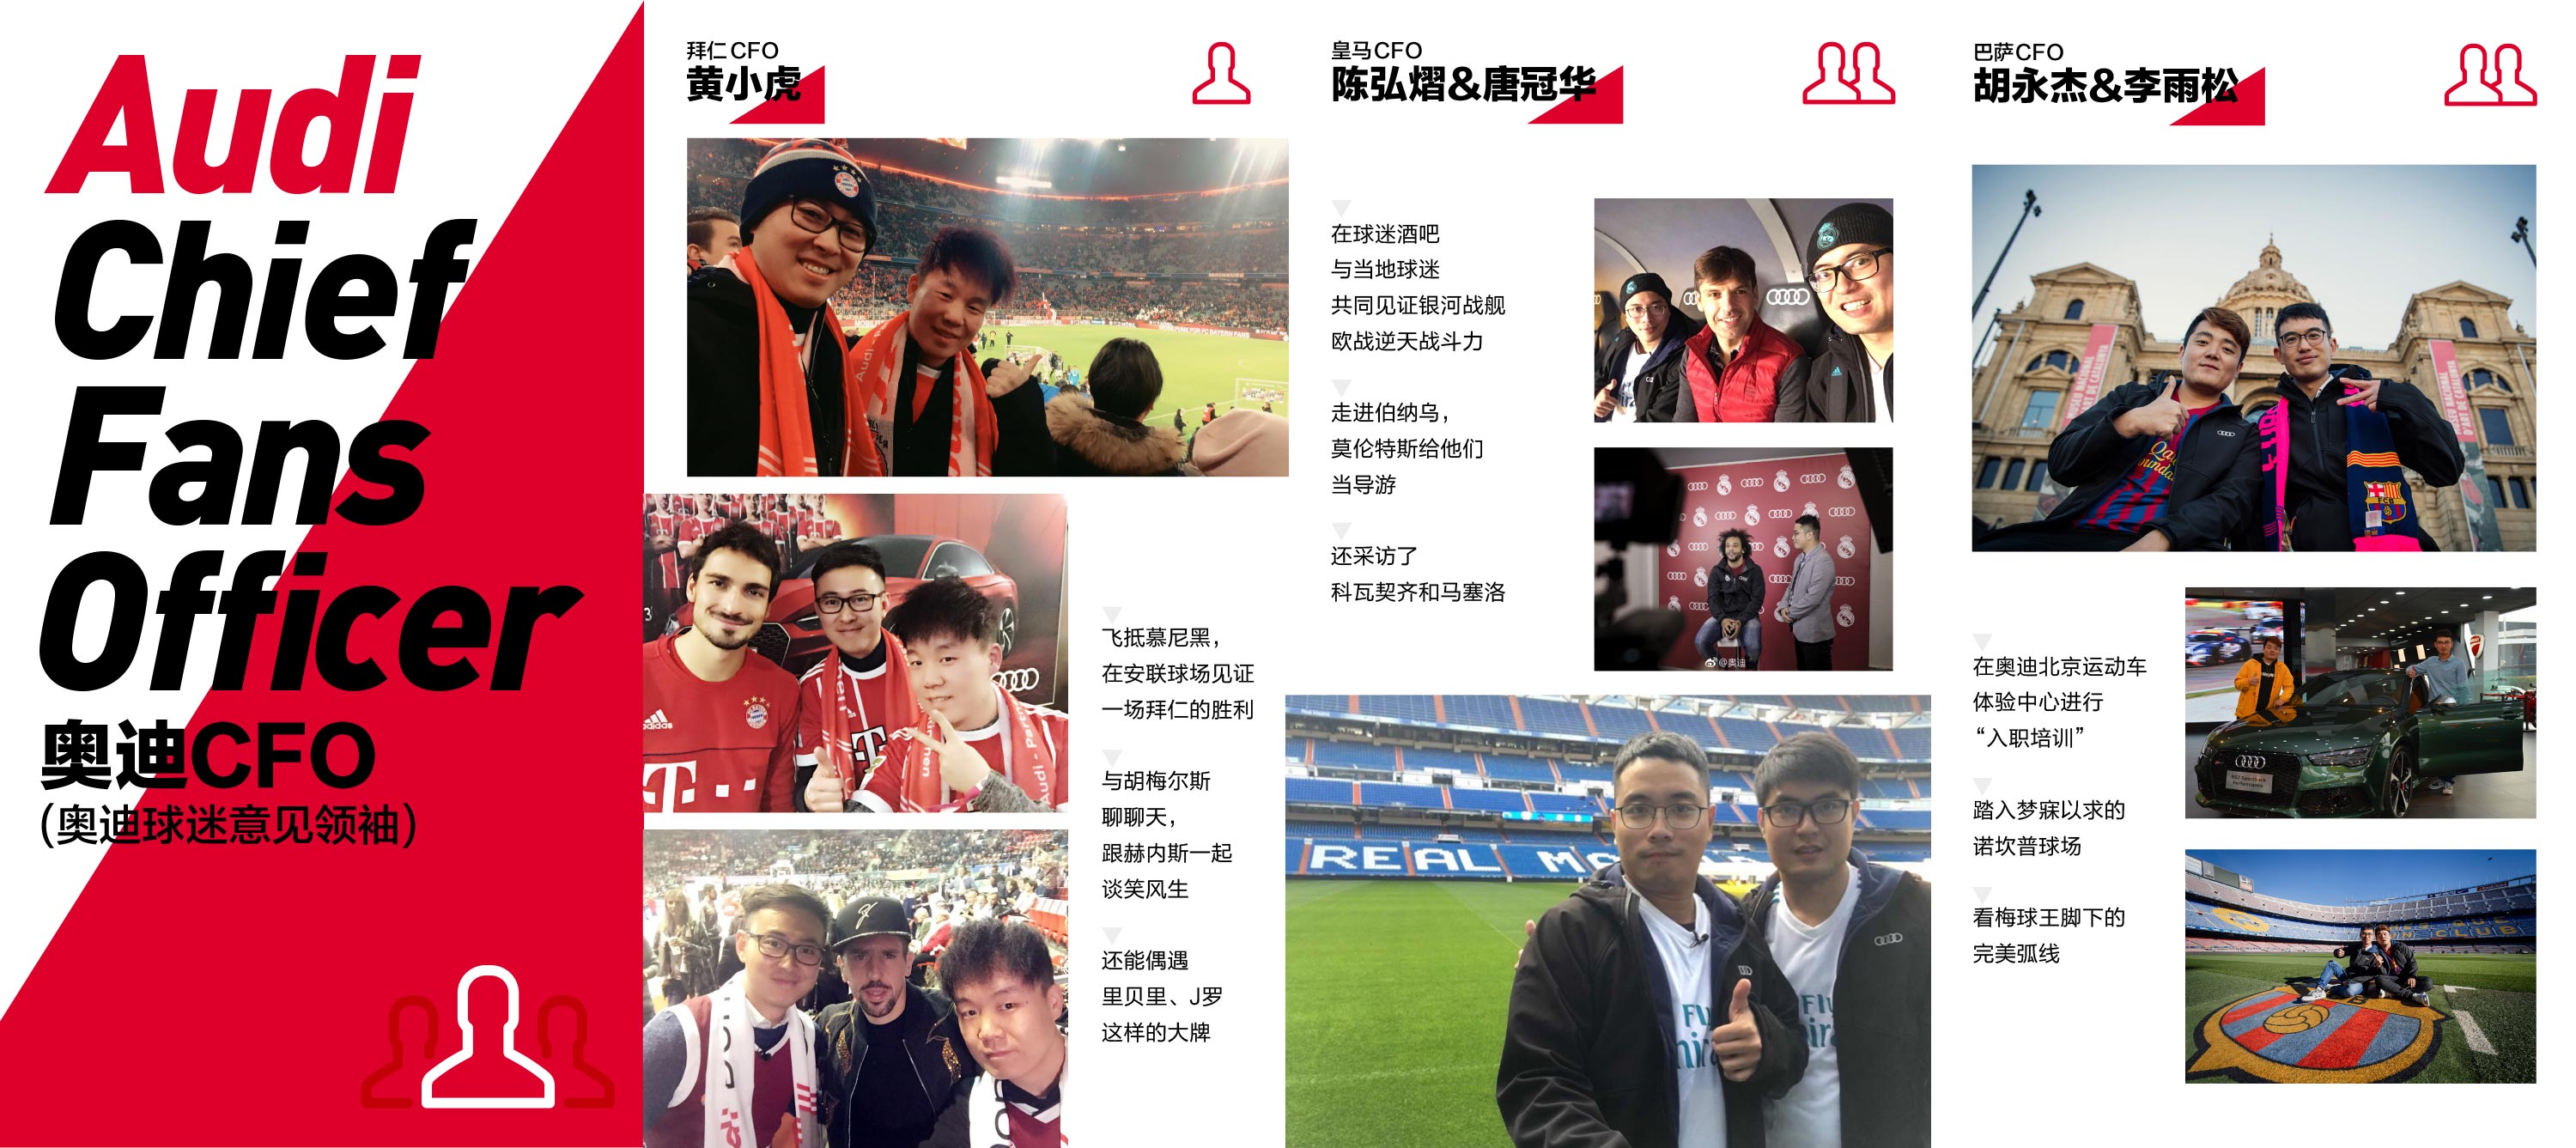 Audi
Chief
Fans
Officer
奥迪CFO
(奥迪球迷意见领袖)
拜仁CFO
黄小虎
飞抵慕尼黑，
在安联球场见证
一场拜仁的胜利
与胡梅尔斯
聊聊天，
跟赫内斯一起
谈笑风生
还能偶遇
里贝里、J罗
这样的大牌
皇马CFO
陈弘熠&唐冠华
在球迷酒吧
与当地球迷
共同见证银河战舰
欧战逆天战斗力
走进伯纳乌，
莫伦特斯给他们
当导游
还采访了
科瓦契齐和马塞洛
@奥迪
REAL
巴萨CFO
胡永杰&李雨松
在奥迪北京运动车
体验中心进行
“入职培训”
踏入梦寐以求的
诺坎普球场
看梅球王脚下的
完美弧线